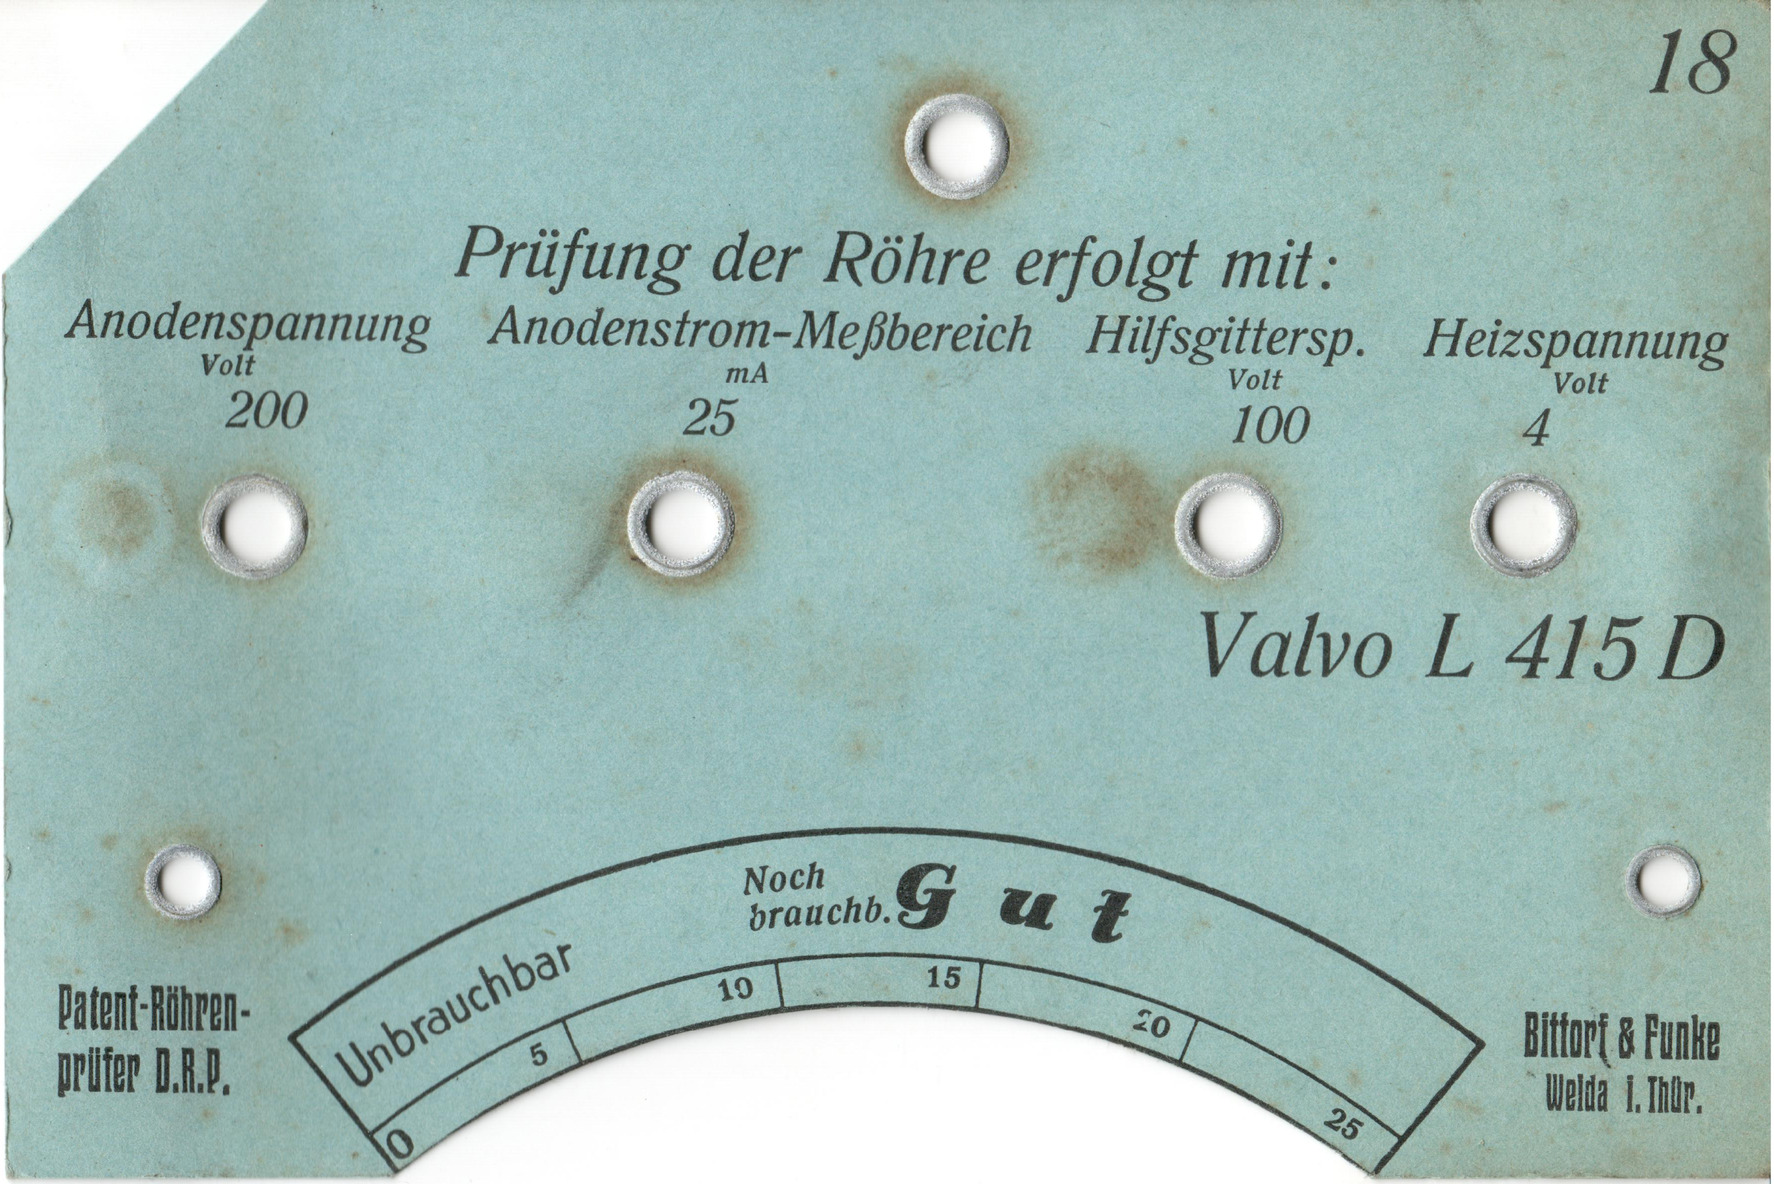 18
Prüfung der Röhre erfolgt mit:
Anodenspannung Anodenstrom-Meßbereich Hilfsgittersp. Heizspannung
Volt mA Volt Volt
200 25 100 4
Valvo L 415 D
Noch
brauchb. Gut
Unbrauchbar
0 5 10 15 20 25
Patent-Röhren-
prüfer D.R.P.
Bittorf & Funke
Weida i. Thür.